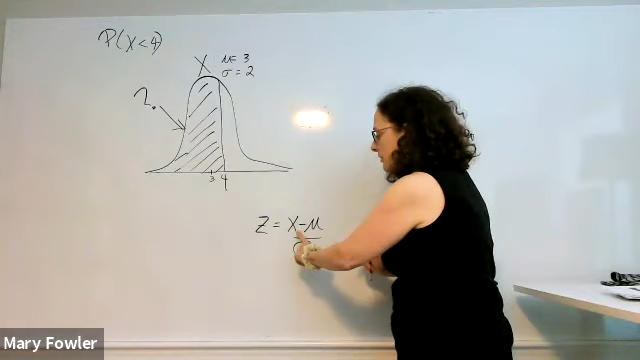 P(X<4)
X μ=3
σ=2
?
3 4
Z = X-μ
Mary Fowler